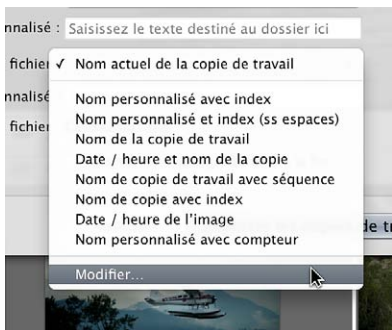 nnalisé : Saisissez le texte destiné au dossier ici
fichier ✓ Nom actuel de la copie de travail
nnalisé
Nom personnalisé avec index
fichier Nom personnalisé et index (ss espaces)
Nom de la copie de travail
Date / heure et nom de la copie
Nom de copie de travail avec séquence
Nom de copie avec index
Date / heure de l'image
Nom personnalisé avec compteur
de tr
Modifier...